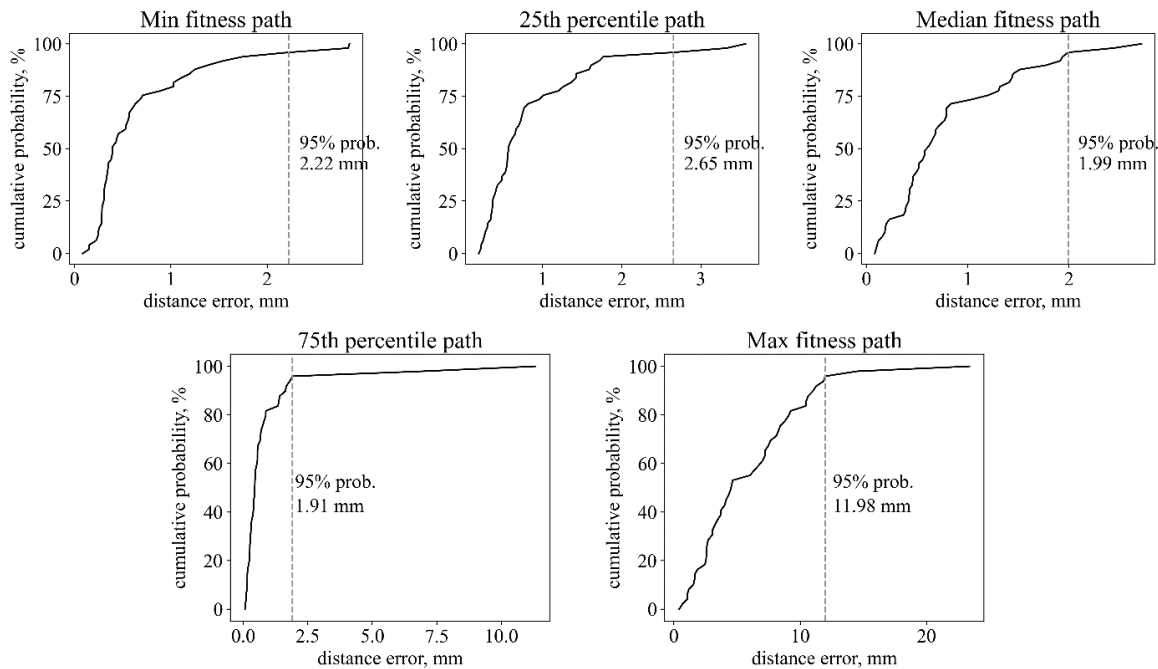 Min fitness path
cumulative probability, %
100
75
50
25
0
95% prob.
2.22 mm
0 1 2
distance error, mm
25th percentile path
cumulative probability, %
100
75
50
25
0
95% prob.
2.65 mm
1 2 3
distance error, mm
Median fitness path
cumulative probability, %
100
75
50
25
0
95% prob.
1.99 mm
0 1 2
distance error, mm
75th percentile path
cumulative probability, %
100
80
60
40
20
0
95% prob.
1.91 mm
0.0 2.5 5.0 7.5 10.0
distance error, mm
Max fitness path
cumulative probability, %
100
80
60
40
20
0
95% prob.
11.98 mm
0 10 20
distance error, mm